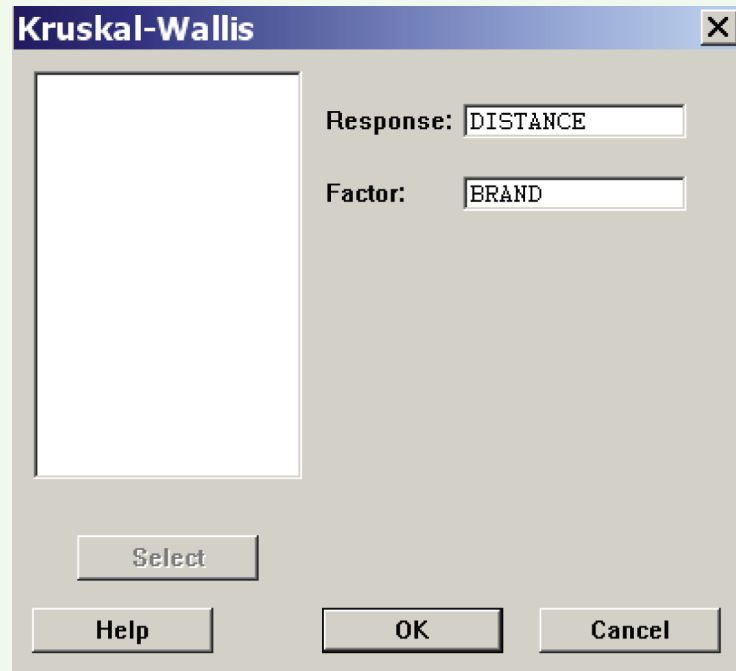 Kruskal-Wallis
Response: DISTANCE
Factor: BRAND
Select
Help OK Cancel